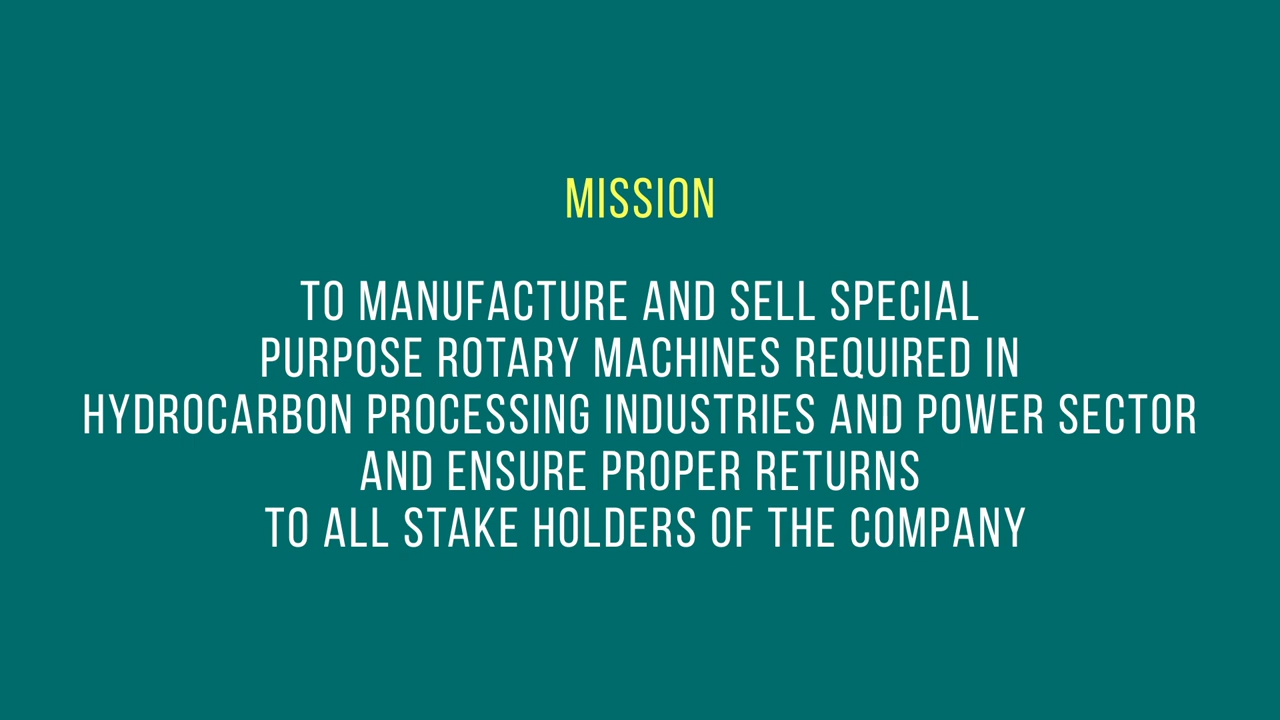 MISSION
TO MANUFACTURE AND SELL SPECIAL
PURPOSE ROTARY MACHINES REQUIRED IN
HYDROCARBON PROCESSING INDUSTRIES AND POWER SECTOR
AND ENSURE PROPER RETURNS
TO ALL STAKE HOLDERS OF THE COMPANY